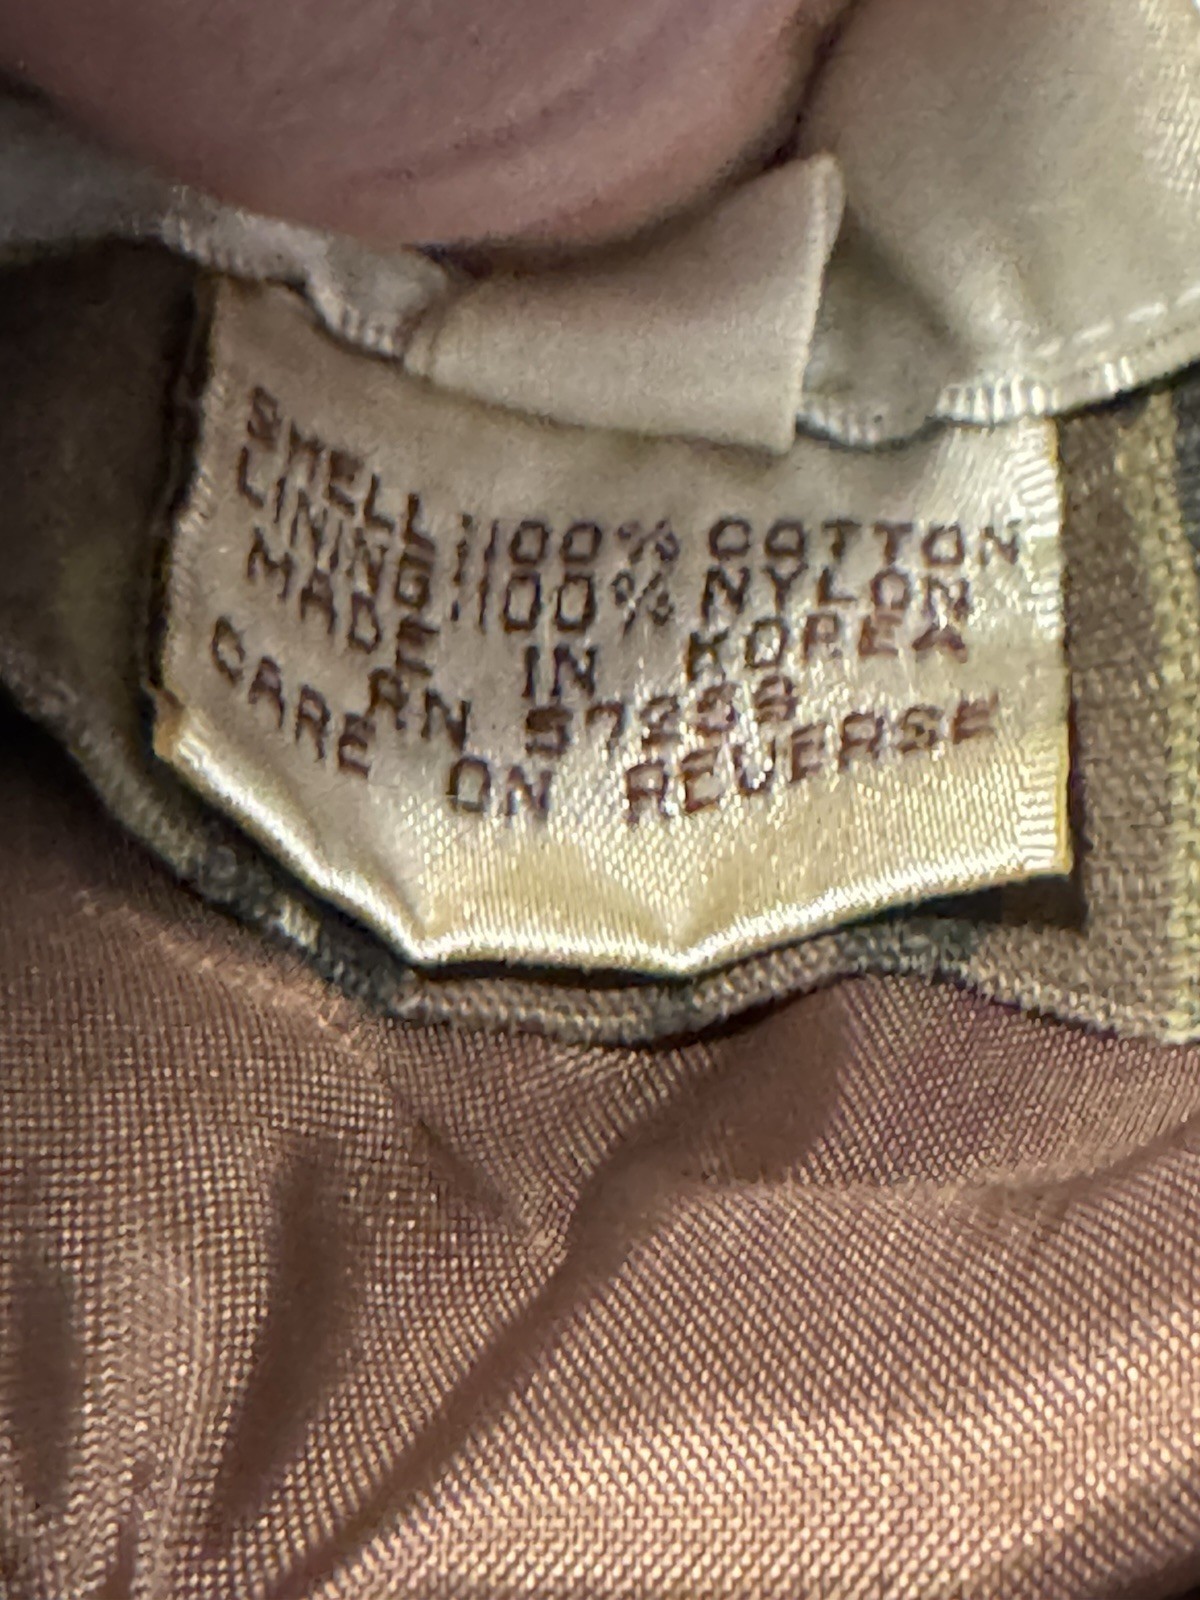 SHELL:100% COTTON
LINING:100% NYLON
MADE IN KOREA
RN
CARE ON REVERSE